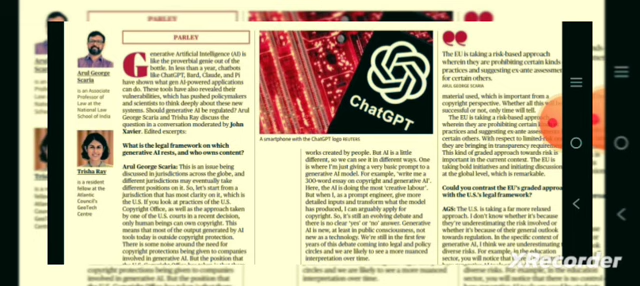 PARLEY
Arul George
Scaria
is an Associate
Professor of
Law at the
National Law
School of India
Trisha Ray
is a resident
fellow at the
Atlantic
Council's
GeoTech
Centre
Generative Artificial Intelligence (AI) is
like the proverbial genie out of the
bottle. In less than a year, chatbots
like ChatGPT, Bard, Claude, and Pi
have shown what gen AI-powered applications
can do. These tools have also revealed their
vulnerabilities, which has pushed policymakers
and scientists to think deeply about these new
systems. Should generative AI be regulated? Arul
George Scaria and Trisha Ray discuss the
question in a conversation moderated by John
Xavier. Edited excerpts:
What is the legal framework on which
generative AI rests, and who owns content?
Arul George Scaria: This is an issue being
discussed in jurisdictions across the globe, and
different jurisdictions may eventually take
different positions on it. So, let's start from a
jurisdiction that has most clarity on it, which is
the U.S. If you look at practices of the U.S.
Copyright Office, as well as the approach taken
by one of the U.S. courts in a recent decision,
only human beings can own copyright. This
means that most of the output generated by AI
tools today is outside copyright protection.
There is some noise around the need for
copyright protections being given to companies
involved in generative AI. But the position that
ChatGPT
A smartphone with the ChatGPT logo REUTERS
works created by people. But AI is a little
different, so we can see it in different ways. One
is where I'm just giving a very basic prompt to a
generative AI model. For example, 'write me a
300-word essay on copyright and generative AI'.
Here, the AI is doing the most 'creative labour'.
But when I, as a prompt engineer, give more
detailed inputs and transform what the model
has produced, I can arguably apply for
copyright. So, it's still an evolving debate and
there is no clear 'yes' or 'no' answer. Generative
AI is new, at least in public consciousness, not
new as a technology. We're still in the first few
years of this debate coming into legal and policy
circles and we are likely to see a more nuanced
interpretation over time.
The EU is taking a risk-based approach
wherein they are prohibiting certain kinds
practices and suggesting ex-ante assessment
for certain others.
ARUL GEORGE SCARIA
material used, which is important from a
copyright perspective. Whether all this
successful or not, only time will tell.
The EU is taking a risk-based approach
wherein they are prohibiting certain
practices and suggesting ex-ante
certain others. With respect to limited
they are bringing in transparency
This kind of graded approach towards risk is
important in the current context. The EU is
taking bold initiatives and initiating discussions
at the global level, which is remarkable.
Could you contrast the EU's graded approach
with the U.S.'s legal framework?
AGS: The U.S. is taking a far more relaxed
approach. I don't know whether it's because
they're underestimating the risk involved or
whether it's because of their general outlook
towards regulation. In the specific context of
generative AI, I think we are underestimating the
diverse risks. For example, in the education
sector, you will notice that there is no
XRecorder